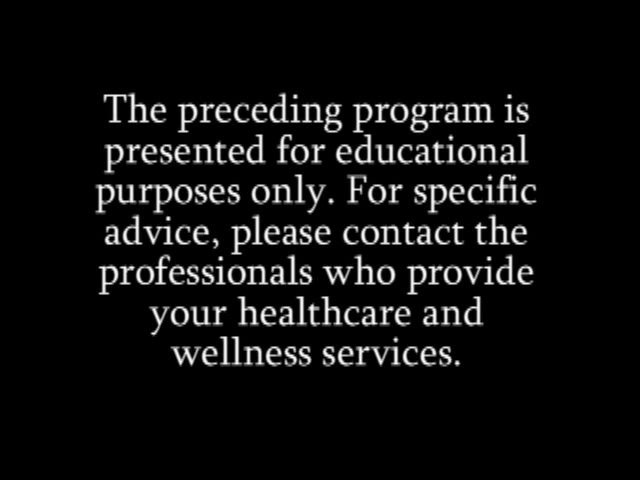 The preceding program is
presented for educational
purposes only. For specific
advice, please contact the
professionals who provide
your healthcare and
wellness services.